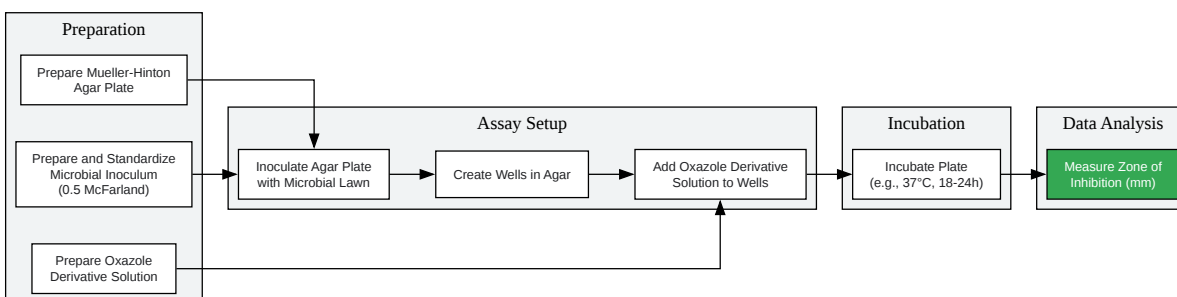 Preparation
Prepare Mueller-Hinton
Agar Plate
Prepare and Standardize
Microbial Inoculum
(0.5 McFarland)
Prepare Oxazole
Derivative Solution
Assay Setup
Inoculate Agar Plate
with Microbial Lawn
Create Wells in Agar
Add Oxazole Derivative
Solution to Wells
Incubation
Incubate Plate
(e.g., 37°C, 18-24h)
Data Analysis
Measure Zone of
Inhibition (mm)